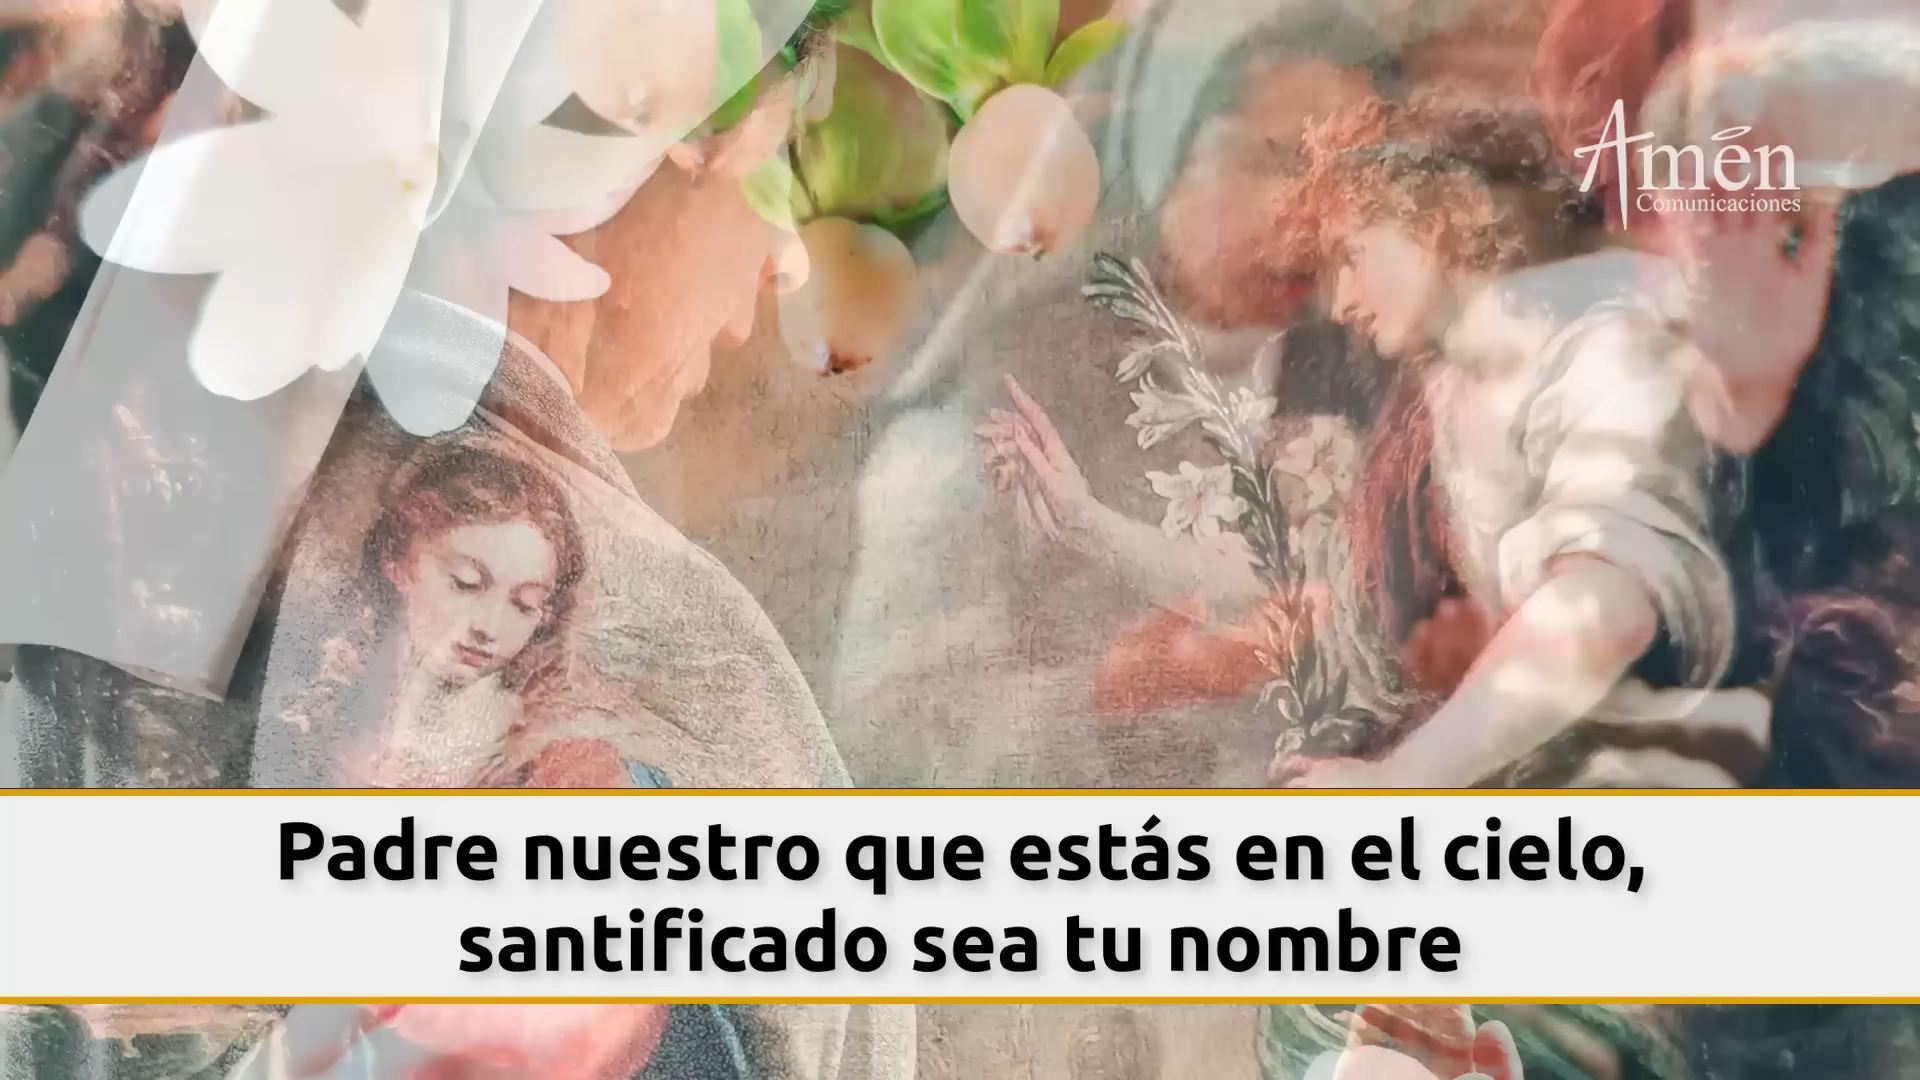 Amén
Comunicaciones
Padre nuestro que estás en el cielo,
santificado sea tu nombre